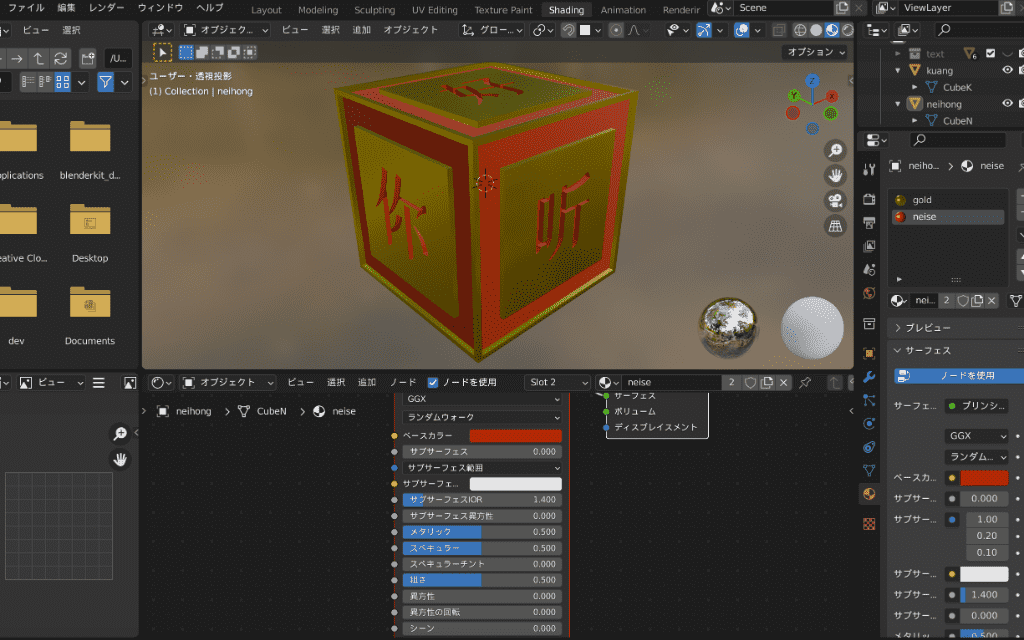 ファイル 編集 レンダー ウィンドウ ヘルプ Layout Modeling Sculpting UV Editing Texture Paint Shading Animation Rendering Scene ViewLayer
ビュー 選択
オブジェク... ビュー 選択 追加 オブジェクト グロー...
オプション
/U...
ユーザー・透視投影
(1) Collection | neihong
text
6
kuang
CubeK
neihong
CubeN
pplications
blenderkit_d...
eative Clo...
Desktop
dev
Documents
你
听
Z
Y
X
neiho...
neise
gold
neise
nei... 2
プレビュー
サーフェス
ノードを使用
サーフェ... プリンシ...
GGX
ランダム...
ベースカ...
サブサー... 0.000
サブサー... 1.00
0.20
0.10
サブサー...
サブサー... 1.400
サブサー... 0.000
メタリッ... 0.500
ビュー
オブジェクト ビュー 選択 追加 ノード ノードを使用 Slot 2 neise 2
neihong CubeN neise
GGX
ランダムウォーク
ベースカラー
サブサーフェス 0.000
サブサーフェス範囲
サブサーフェ...
サブサーフェスIOR 1.400
サブサーフェス異方性 0.000
メタリック 0.500
スペキュラー 0.500
スペキュラーチント 0.000
粗さ 0.500
異方性 0.000
異方性の回転 0.000
シーン 0.000
サーフェス
ボリューム
ディスプレイスメント